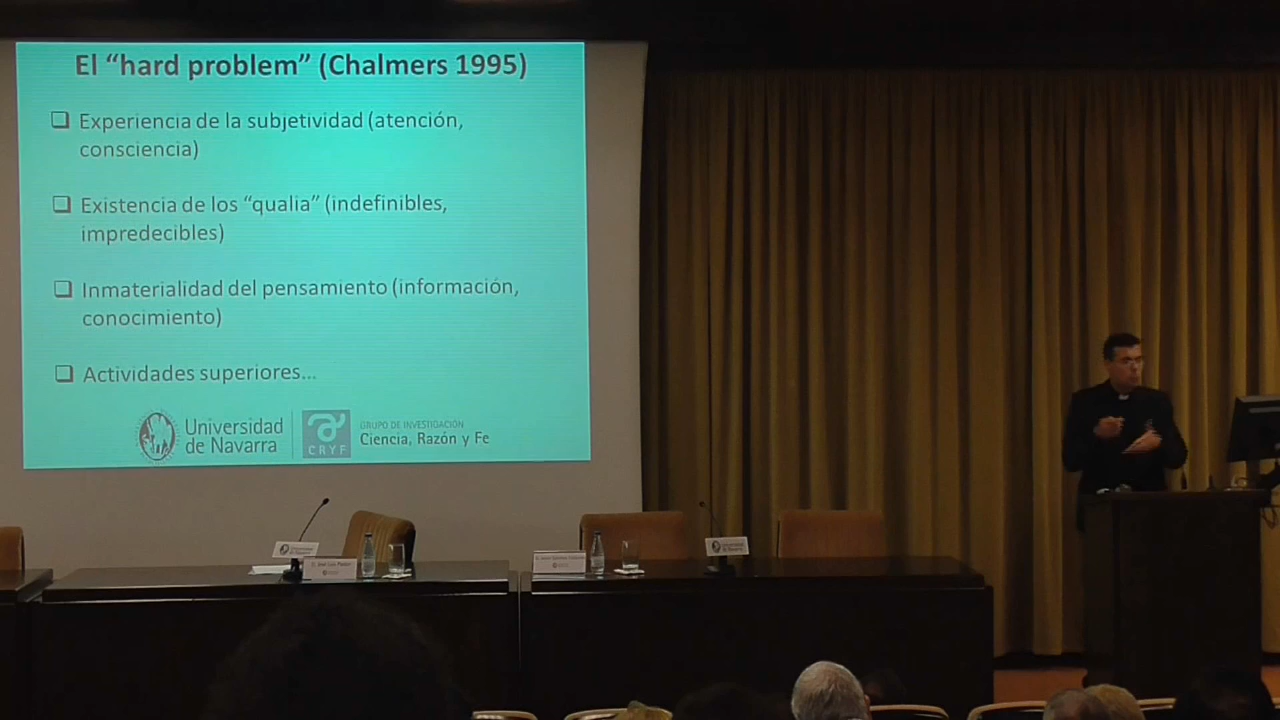 El “hard problem” (Chalmers 1995)
❑ Experiencia de la subjetividad (atención,
consciencia)
❑ Existencia de los “qualia” (indefinibles,
impredecibles)
❑ Inmaterialidad del pensamiento (información,
conocimiento)
❑ Actividades superiores...
Universidad
de Navarra
CRYF
GRUPO DE INVESTIGACIÓN
Ciencia, Razón y Fe
Universidad